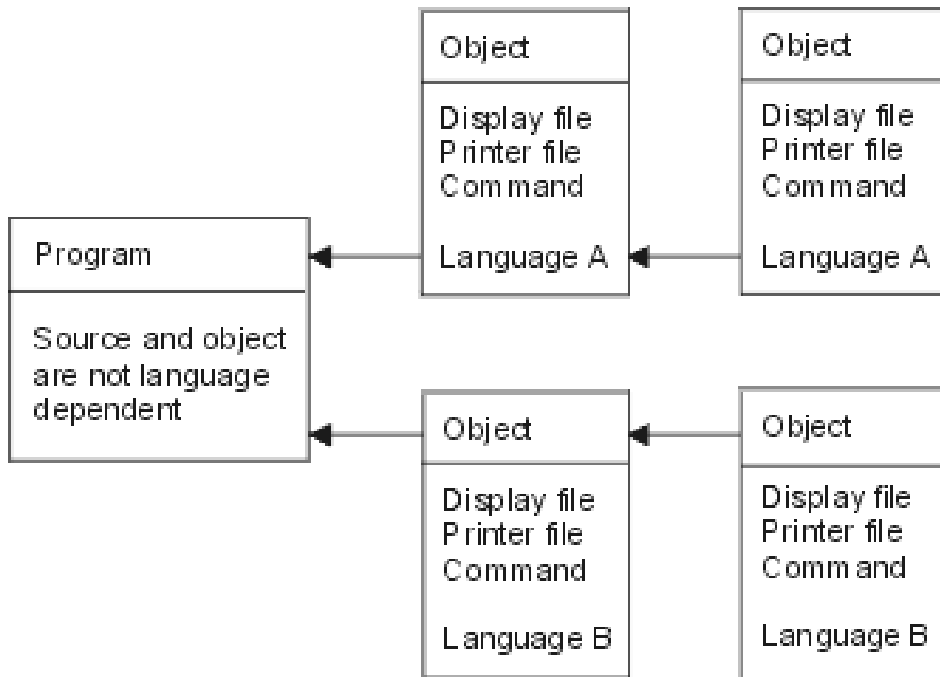 Object
Display file
Printer file
Command
Language A
Object
Display file
Printer file
Command
Language A
Program
Source and object
are not language
dependent
Object
Display file
Printer file
Command
Language B
Object
Display file
Printer file
Command
Language B